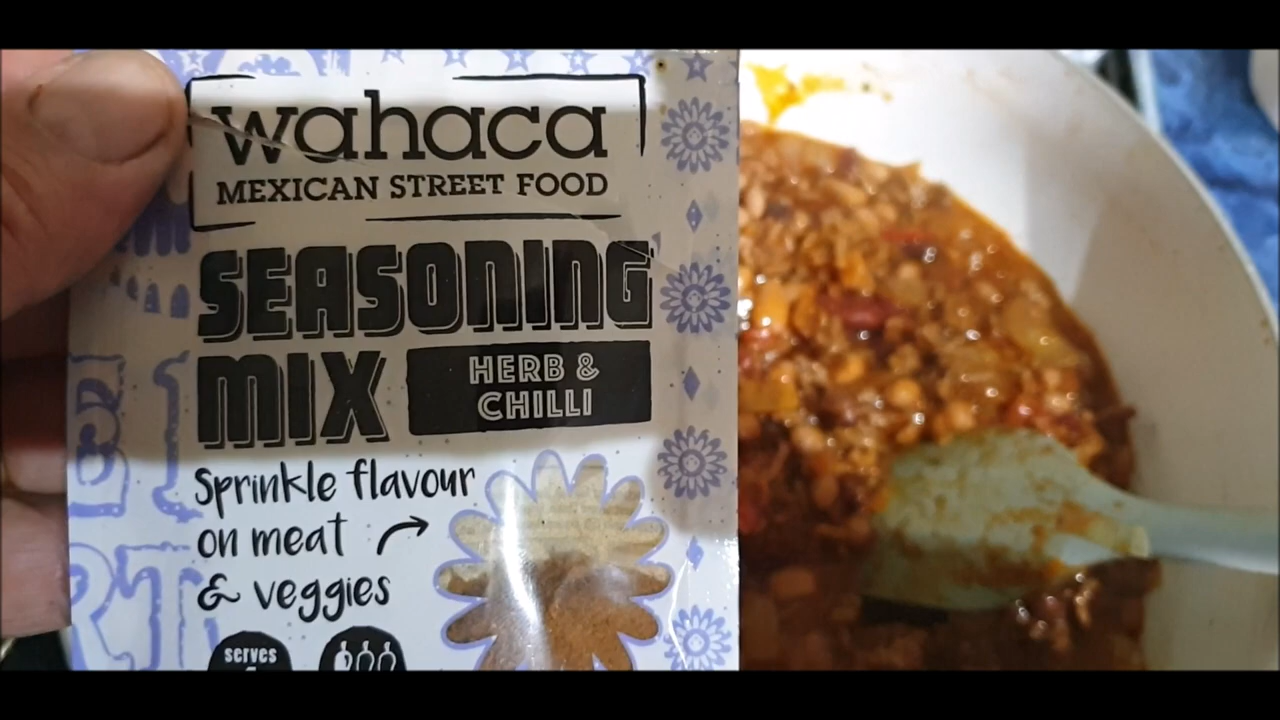 wahaca
MEXICAN STREET FOOD
SEASONING
MIX
HERB &
CHILLI
Sprinkle flavour
on meat
& veggies
serves